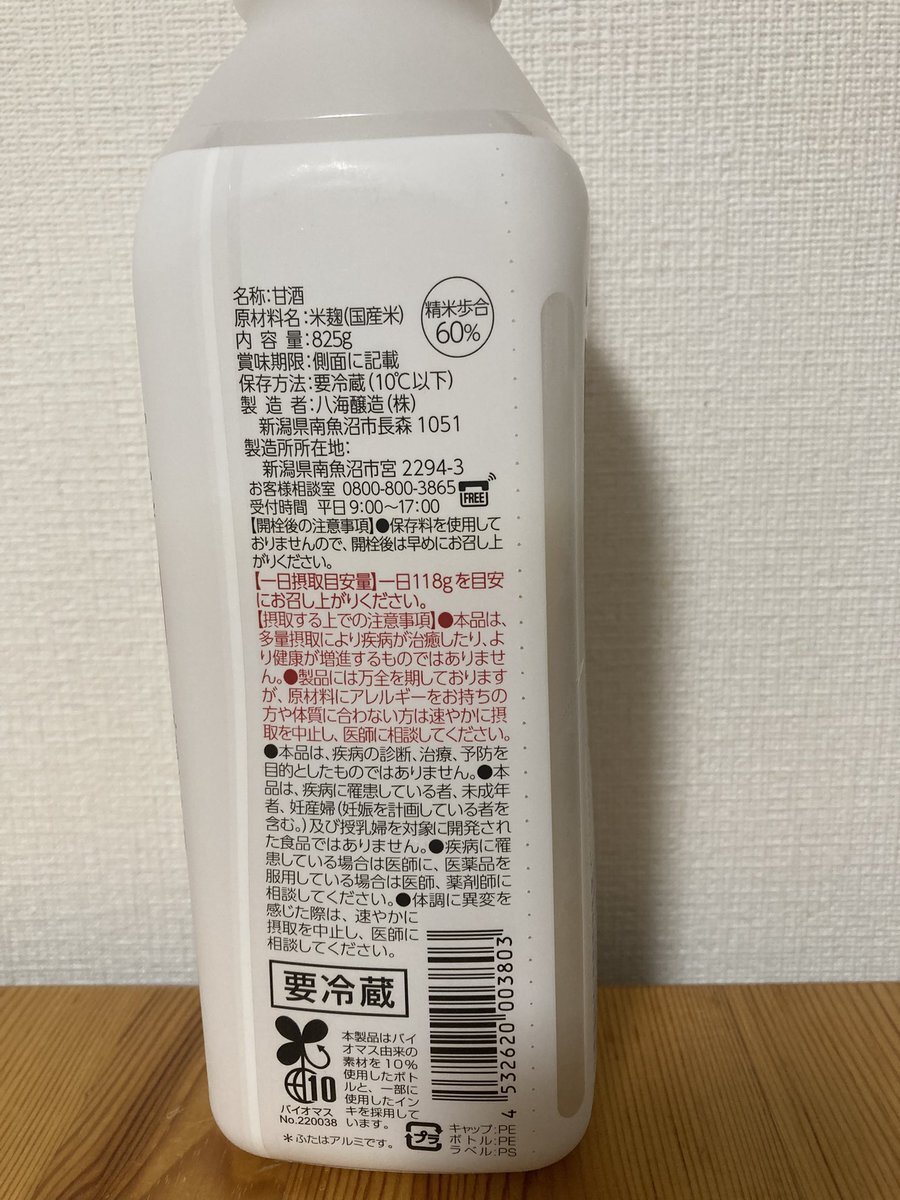 名称:甘酒
原材料名:米麹(国産米)
精米歩合
60%
内容量:825g
賞味期限:側面に記載
保存方法:要冷蔵(10℃以下)
製造者:八海醸造(株)
新潟県南魚沼市長森1051
製造所所在地:
新潟県南魚沼市宮2294-3
お客様相談室 0800-800-3865
FREE
受付時間 平日9:00〜17:00
【開栓後の注意事項】●保存料を使用して
おりませんので、開栓後は早めにお召し上
がりください。
【一日摂取目安量】一日118gを目安
にお召し上がりください。
【摂取する上での注意事項】●本品は、
多量摂取により疾病が治癒したり、よ
り健康が増進するものではありませ
ん。●製品には万全を期しております
が、原材料にアレルギーをお持ちの
方や体質に合わない方は速やかに摂
取を中止し、医師に相談してください。
●本品は、疾病の診断、治療、予防を
目的としたものではありません。●本
品は、疾病に罹患している者、未成年
者、妊産婦(妊娠を計画している者を
含む。)及び授乳婦を対象に開発され
た食品ではありません。●疾病に罹
患している場合は医師に、医薬品を
服用している場合は医師、薬剤師に
相談してください。●体調に異変を
感じた際は、速やかに
摂取を中止し、医師に
相談してください。
要冷蔵
4 532620 003803
10
バイオマス
No.220038
本製品はバイ
オマス由来の
素材を10%
使用したボト
ルと、一部に
使用したイン
キを採用して
います。
*ふたはアルミです。
プラ
キャップ:PE
ボトル:PE
ラベル:PS